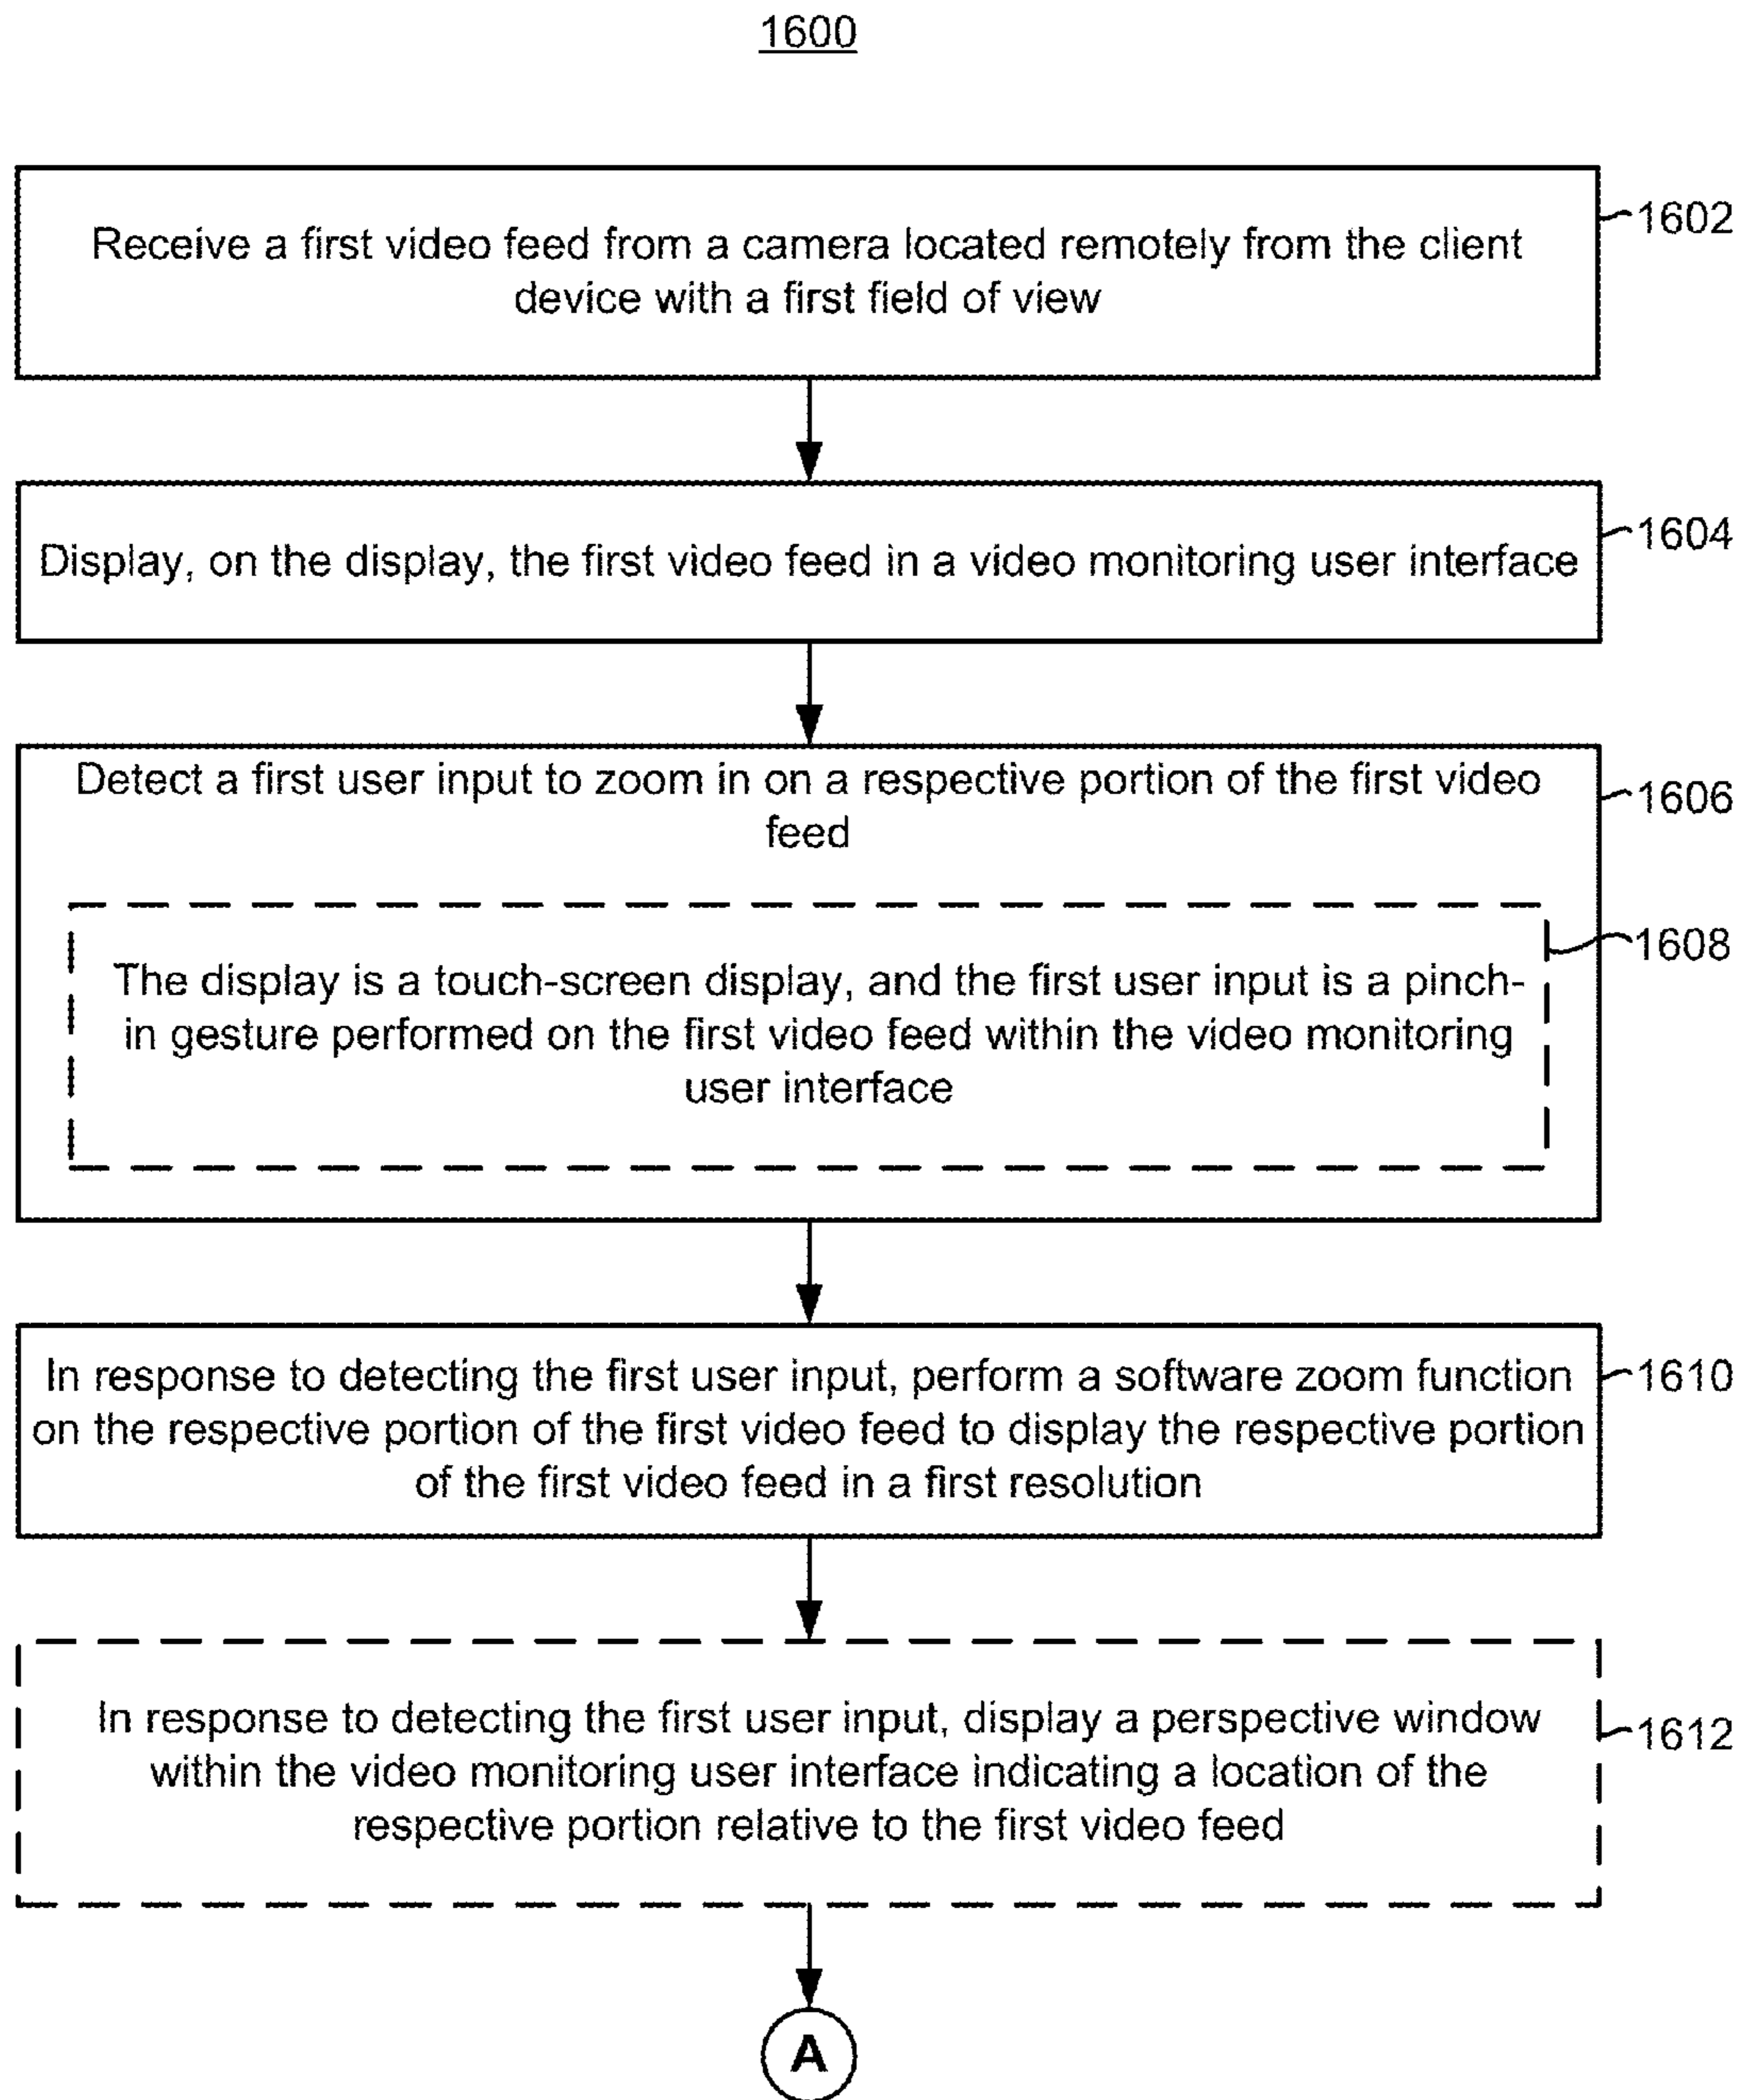 1600
Receive a first video feed from a camera located remotely from the client
device with a first field of view
1602
Display, on the display, the first video feed in a video monitoring user interface
1604
Detect a first user input to zoom in on a respective portion of the first video
feed
1606
The display is a touch-screen display, and the first user input is a pinch-
in gesture performed on the first video feed within the video monitoring
user interface
1608
In response to detecting the first user input, perform a software zoom function
on the respective portion of the first video feed to display the respective portion
of the first video feed in a first resolution
1610
In response to detecting the first user input, display a perspective window
within the video monitoring user interface indicating a location of the
respective portion relative to the first video feed
1612
A